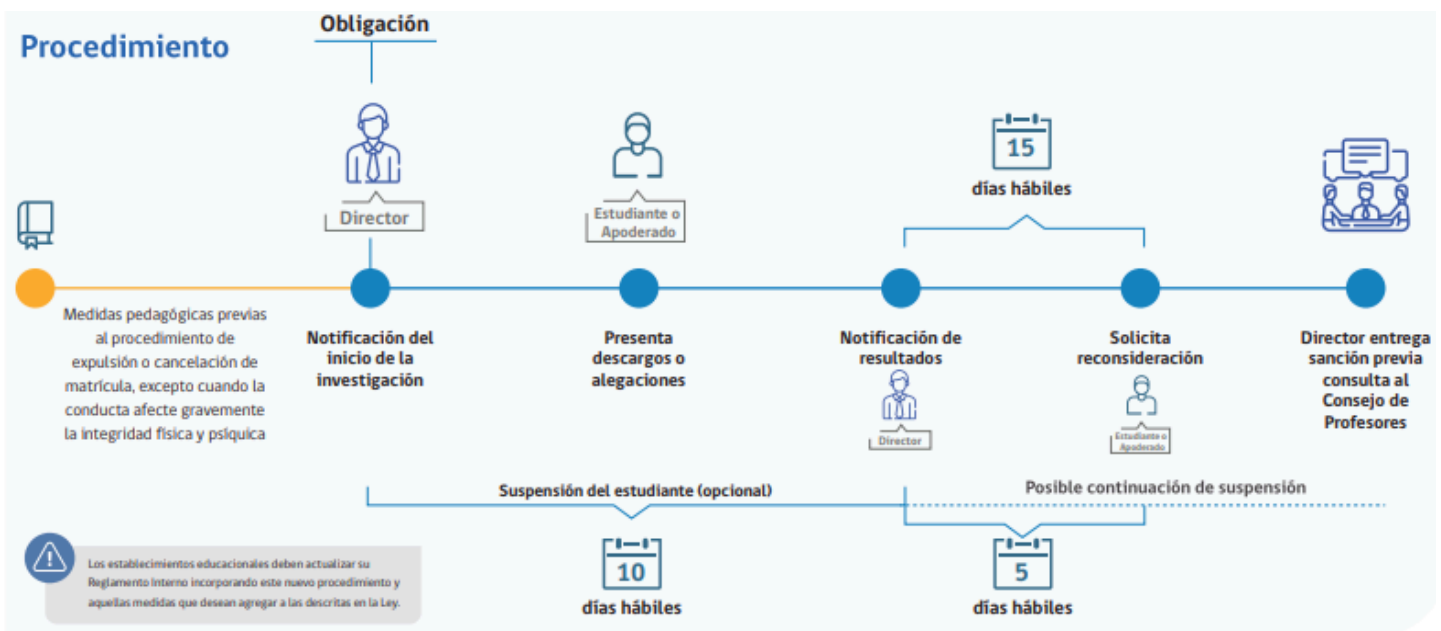 Procedimiento
Obligación
Director
Estudiante o
Apoderado
15
días hábiles
Medidas pedagógicas previas
al procedimiento de
expulsión o cancelación de
matrícula, excepto cuando la
conducta afecte gravemente
la integridad física y psíquica
Notificación del
inicio de la
investigación
Presenta
descargos o
alegaciones
Notificación de
resultados
Director
Solicita
reconsideración
Estudiante o
Apoderado
Director entrega
sanción previa
consulta al
Consejo de
Profesores
Suspensión del estudiante (opcional)
Posible continuación de suspensión
10
días hábiles
5
días hábiles
Los establecimientos educacionales deben actualizar su
Reglamento Interno incorporando este nuevo procedimiento y
aquellas medidas que desean agregar a las descritas en la Ley.